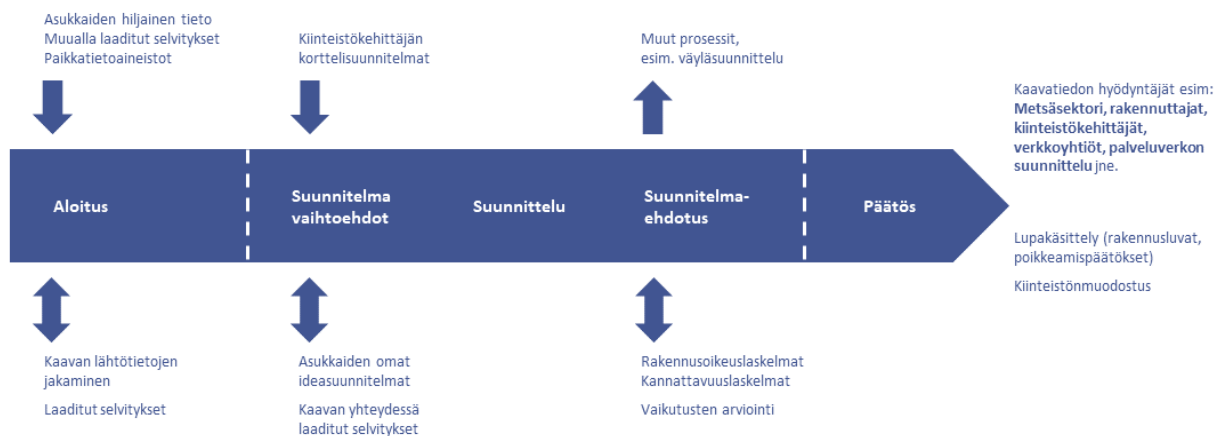 Asukkaiden hiljainen tieto
Muualla laaditut selvitykset
Paikkatietoaineistot
Kiinteistökehittäjän
korttelisuunnitelmat
Muut prosessit,
esim. väyläsuunnittelu
Kaavatiedon hyödyntäjät esim:
Metsäsektori, rakennuttajat,
kiinteistökehittäjät,
verkkoyhtiöt, palveluverkon
suunnittelu jne.
Aloitus
Suunnitelma
vaihtoehdot
Suunnittelu
Suunnitelma-
ehdotus
Päätös
Lupakäsittely (rakennusluvat,
poikkeamispäätökset)
Kiinteistönmuodostus
Kaavan lähtötietojen
jakaminen
Laaditut selvitykset
Asukkaiden omat
ideasuunnitelmat
Kaavan yhteydessä
laaditut selvitykset
Rakennusoikeuslaskelmat
Kannattavuuslaskelmat
Vaikutusten arviointi